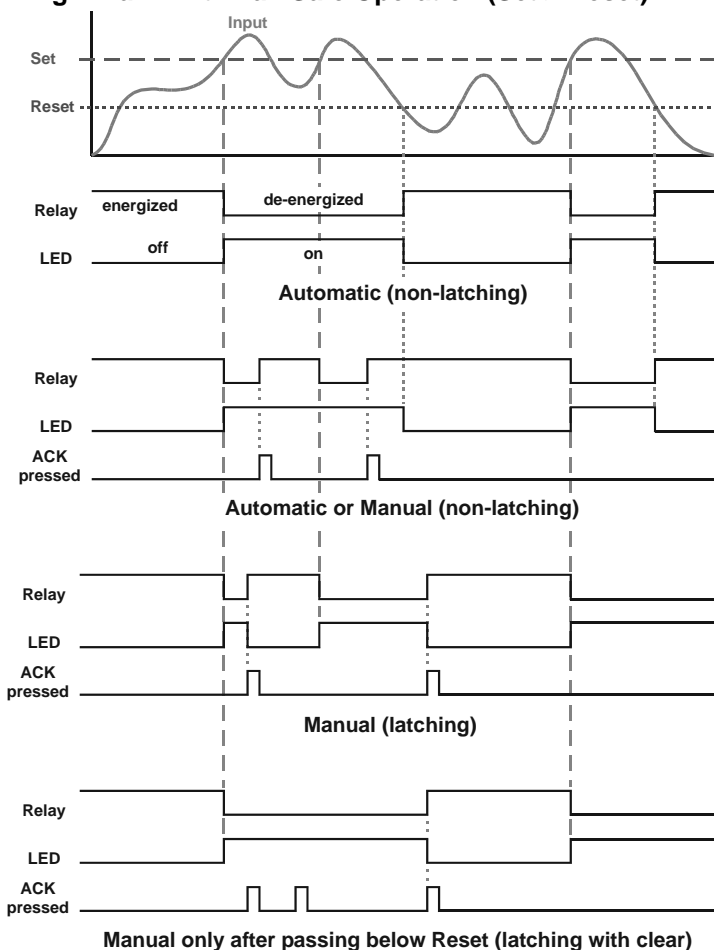 Input
Set
Reset
Relay energized de-energized
LED off on
Automatic (non-latching)
Relay
LED
ACK
pressed
Automatic or Manual (non-latching)
Relay
LED
ACK
pressed
Manual (latching)
Relay
LED
ACK
pressed
Manual only after passing below Reset (latching with clear)